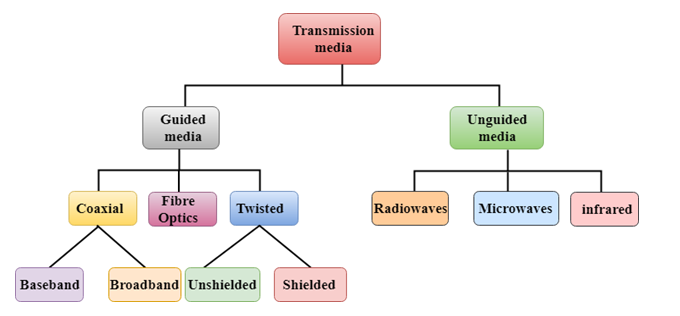 Transmission
media
Guided
media
Unguided
media
Coaxial
Fibre
Optics
Twisted
Radiowaves
Microwaves
infrared
Baseband
Broadband
Unshielded
Shielded